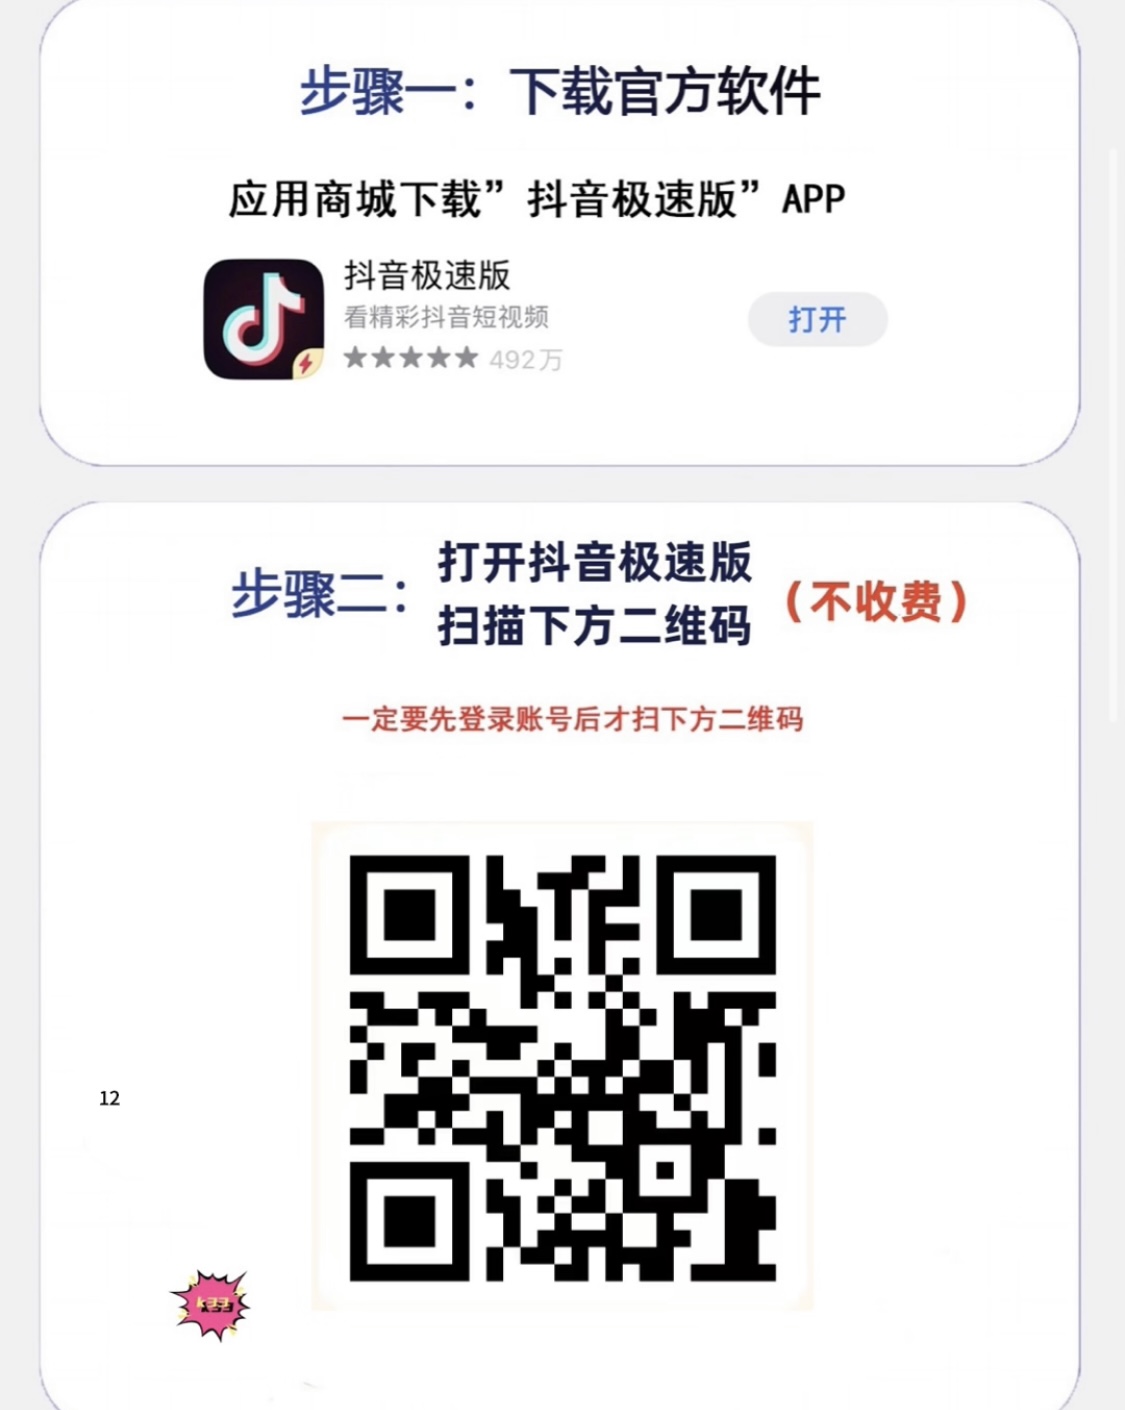 步骤一：下载官方软件
应用商城下载”抖音极速版”APP
抖音极速版
看精彩抖音短视频
★★★★★ 492万
打开
步骤二：
打开抖音极速版
扫描下方二维码
（不收费）
一定要先登录账号后才扫下方二维码
12
k33